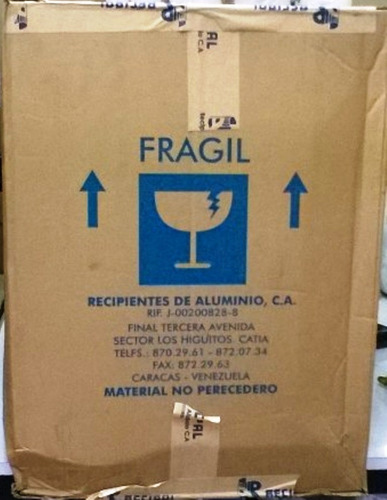 FRAGIL
RECIPIENTES DE ALUMINIO, C.A.
RIF. J-00200828-8
FINAL TERCERA AVENIDA
SECTOR LOS HIGUITOS. CATIA
TELFS.: 870.29.61 - 872.07.34
FAX: 872.29.63
CARACAS - VENEZUELA
MATERIAL NO PERECEDERO